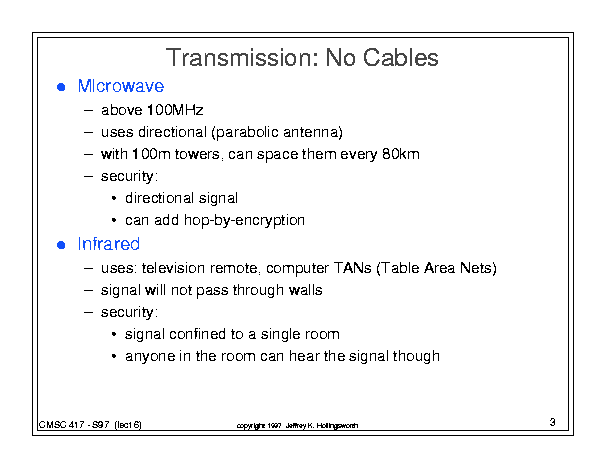 Transmission: No Cables
● Microwave
– above 100MHz
– uses directional (parabolic antenna)
– with 100m towers, can space them every 80km
– security:
• directional signal
• can add hop-by-encryption
● Infrared
– uses: television remote, computer TANs (Table Area Nets)
– signal will not pass through walls
– security:
• signal confined to a single room
• anyone in the room can hear the signal though
CMSC 417 - S97 (lect6)
copyright 1997 Jeffrey K. Hollingsworth
3